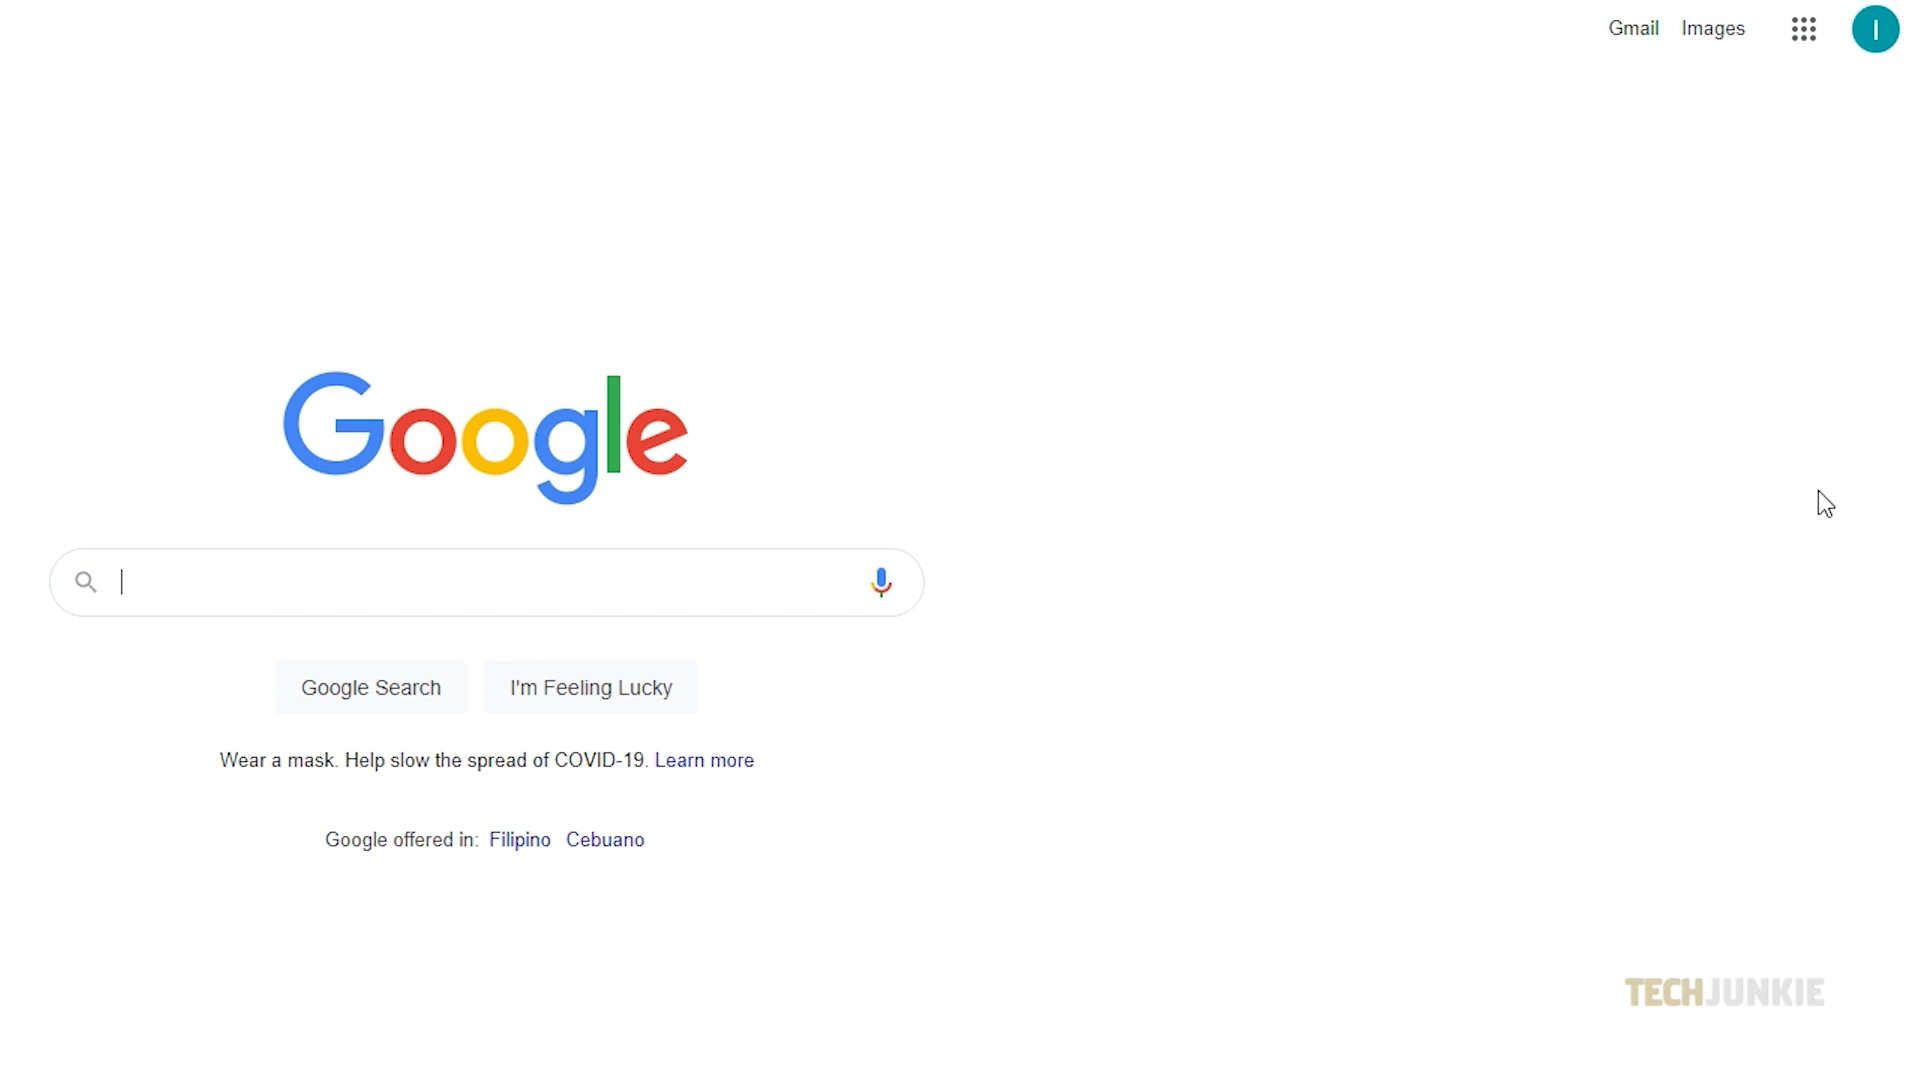 Gmail Images
I
Google
Google Search I'm Feeling Lucky
Wear a mask. Help slow the spread of COVID-19. Learn more
Google offered in: Filipino Cebuano
TECHJUNKIE